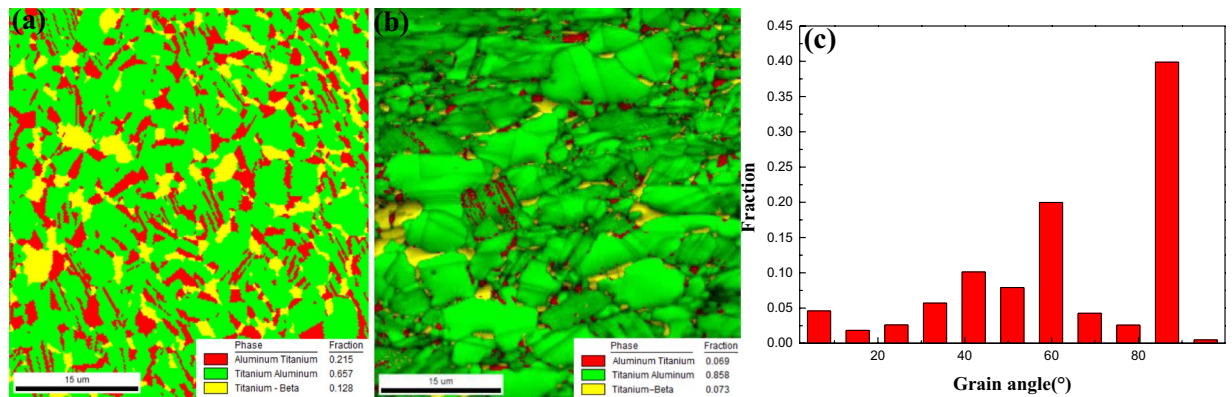 (a)
Phase Fraction
Aluminum Titanium 0.215
Titanium Aluminum 0.657
Titanium - Beta 0.128
15 um
(b)
Phase Fraction
Aluminum Titanium 0.069
Titanium Aluminum 0.858
Titanium–Beta 0.073
15 um
(c)
Fraction
0.45
0.40
0.35
0.30
0.25
0.20
0.15
0.10
0.05
0.00
20 40 60 80
Grain angle(°)